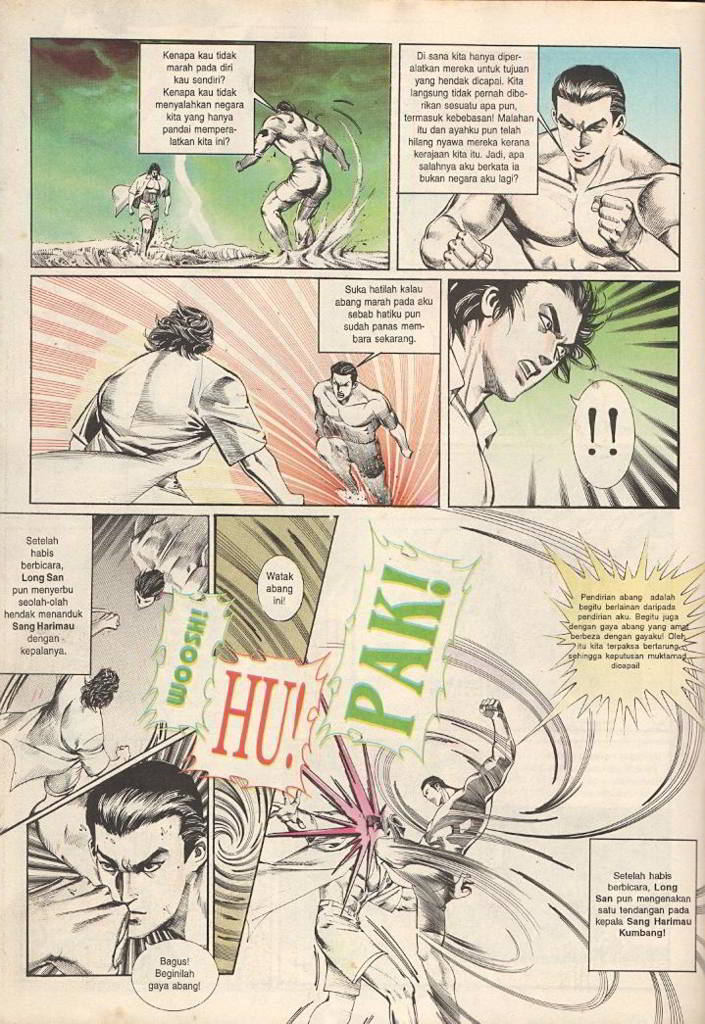 Kenapa kau tidak
marah pada diri
kau sendiri?
Kenapa kau tidak
menyalahkan negara
kita yang hanya
pandai mempera-
latkan kita ini?
Di sana kita hanya diper-
alatkan mereka untuk tujuan
yang hendak dicapai. Kita
langsung tidak pernah dibe-
rikan sesuatu apa pun,
termasuk kebebasan! Malahan
itu dan ayahku pun telah
hilang nyawa mereka kerana
kerajaan kita itu. Jadi, apa
salahnya aku berkata ia
bukan negara aku lagi?
Suka hatilah kalau
abang marah pada aku
sebab hatiku pun
sudah panas mem-
bara sekarang.
!!
Setelah
habis
berbicara,
Long San
pun menyerbu
seolah-olah
hendak menanduk
Sang Harimau
dengan -
kepalanya.
Watak
abang
ini!
WOOSH!
HU!
PAK!
Pendirian abang adalah
begitu berlainan daripada
pendirian aku. Begitu juga
dengan gaya abang yang amat
berbeza dengan gayaku! Oleh
itu kita terpaksa bertarung
sehingga keputusan muktamad
dicapai!
Bagus!
Beginilah
gaya abang!
Setelah habis
berbicara, Long
San pun mengenakan
satu tendangan pada
kepala Sang Harimau
Kumbang!